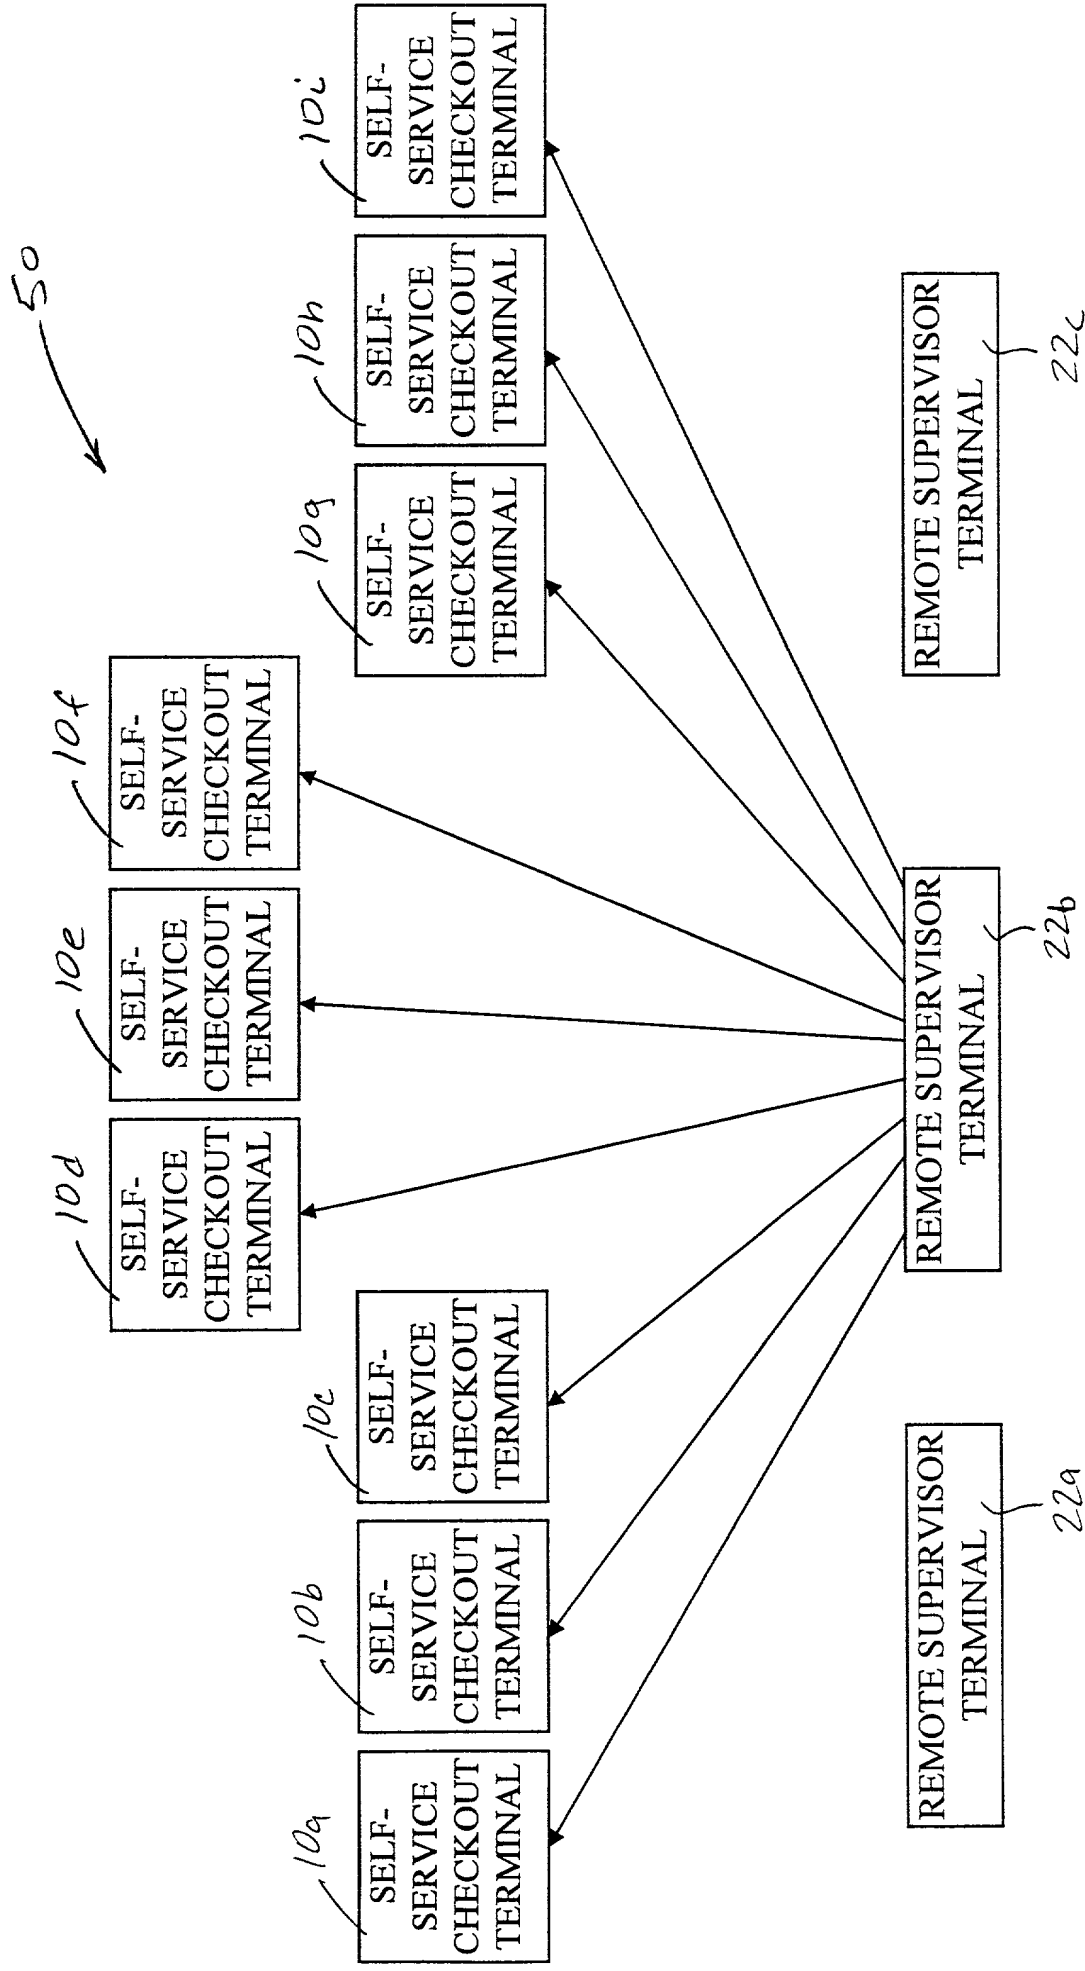 50
10a
SELF-
SERVICE
CHECKOUT
TERMINAL
10b
SELF-
SERVICE
CHECKOUT
TERMINAL
10c
SELF-
SERVICE
CHECKOUT
TERMINAL
10d
SELF-
SERVICE
CHECKOUT
TERMINAL
10e
SELF-
SERVICE
CHECKOUT
TERMINAL
10f
SELF-
SERVICE
CHECKOUT
TERMINAL
10g
SELF-
SERVICE
CHECKOUT
TERMINAL
10h
SELF-
SERVICE
CHECKOUT
TERMINAL
10i
SELF-
SERVICE
CHECKOUT
TERMINAL
REMOTE SUPERVISOR
TERMINAL
22a
REMOTE SUPERVISOR
TERMINAL
22b
REMOTE SUPERVISOR
TERMINAL
22c